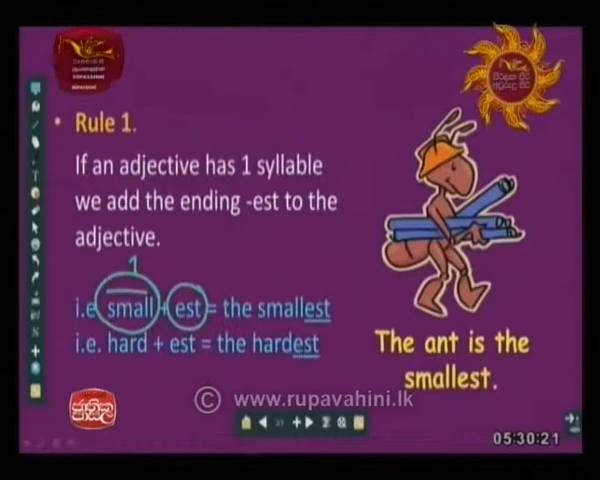 RUPAVAHINI
• Rule 1.
If an adjective has 1 syllable
we add the ending -est to the
adjective.
1
i.e small + est = the smallest
i.e. hard + est = the hardest
The ant is the
smallest.
© www.rupavahini.lk
05:30:21